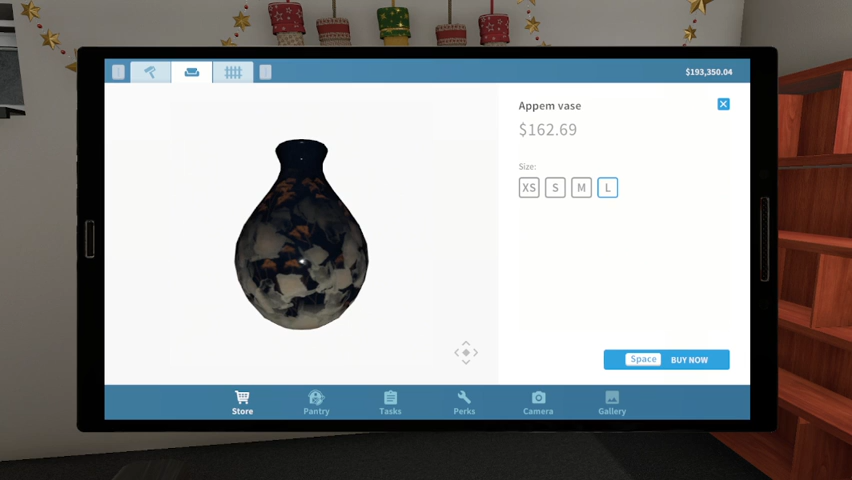 $193,350.04
Appem vase
$162.69
Size:
XS S M L
Space BUY NOW
Store Pantry Tasks Perks Camera Gallery